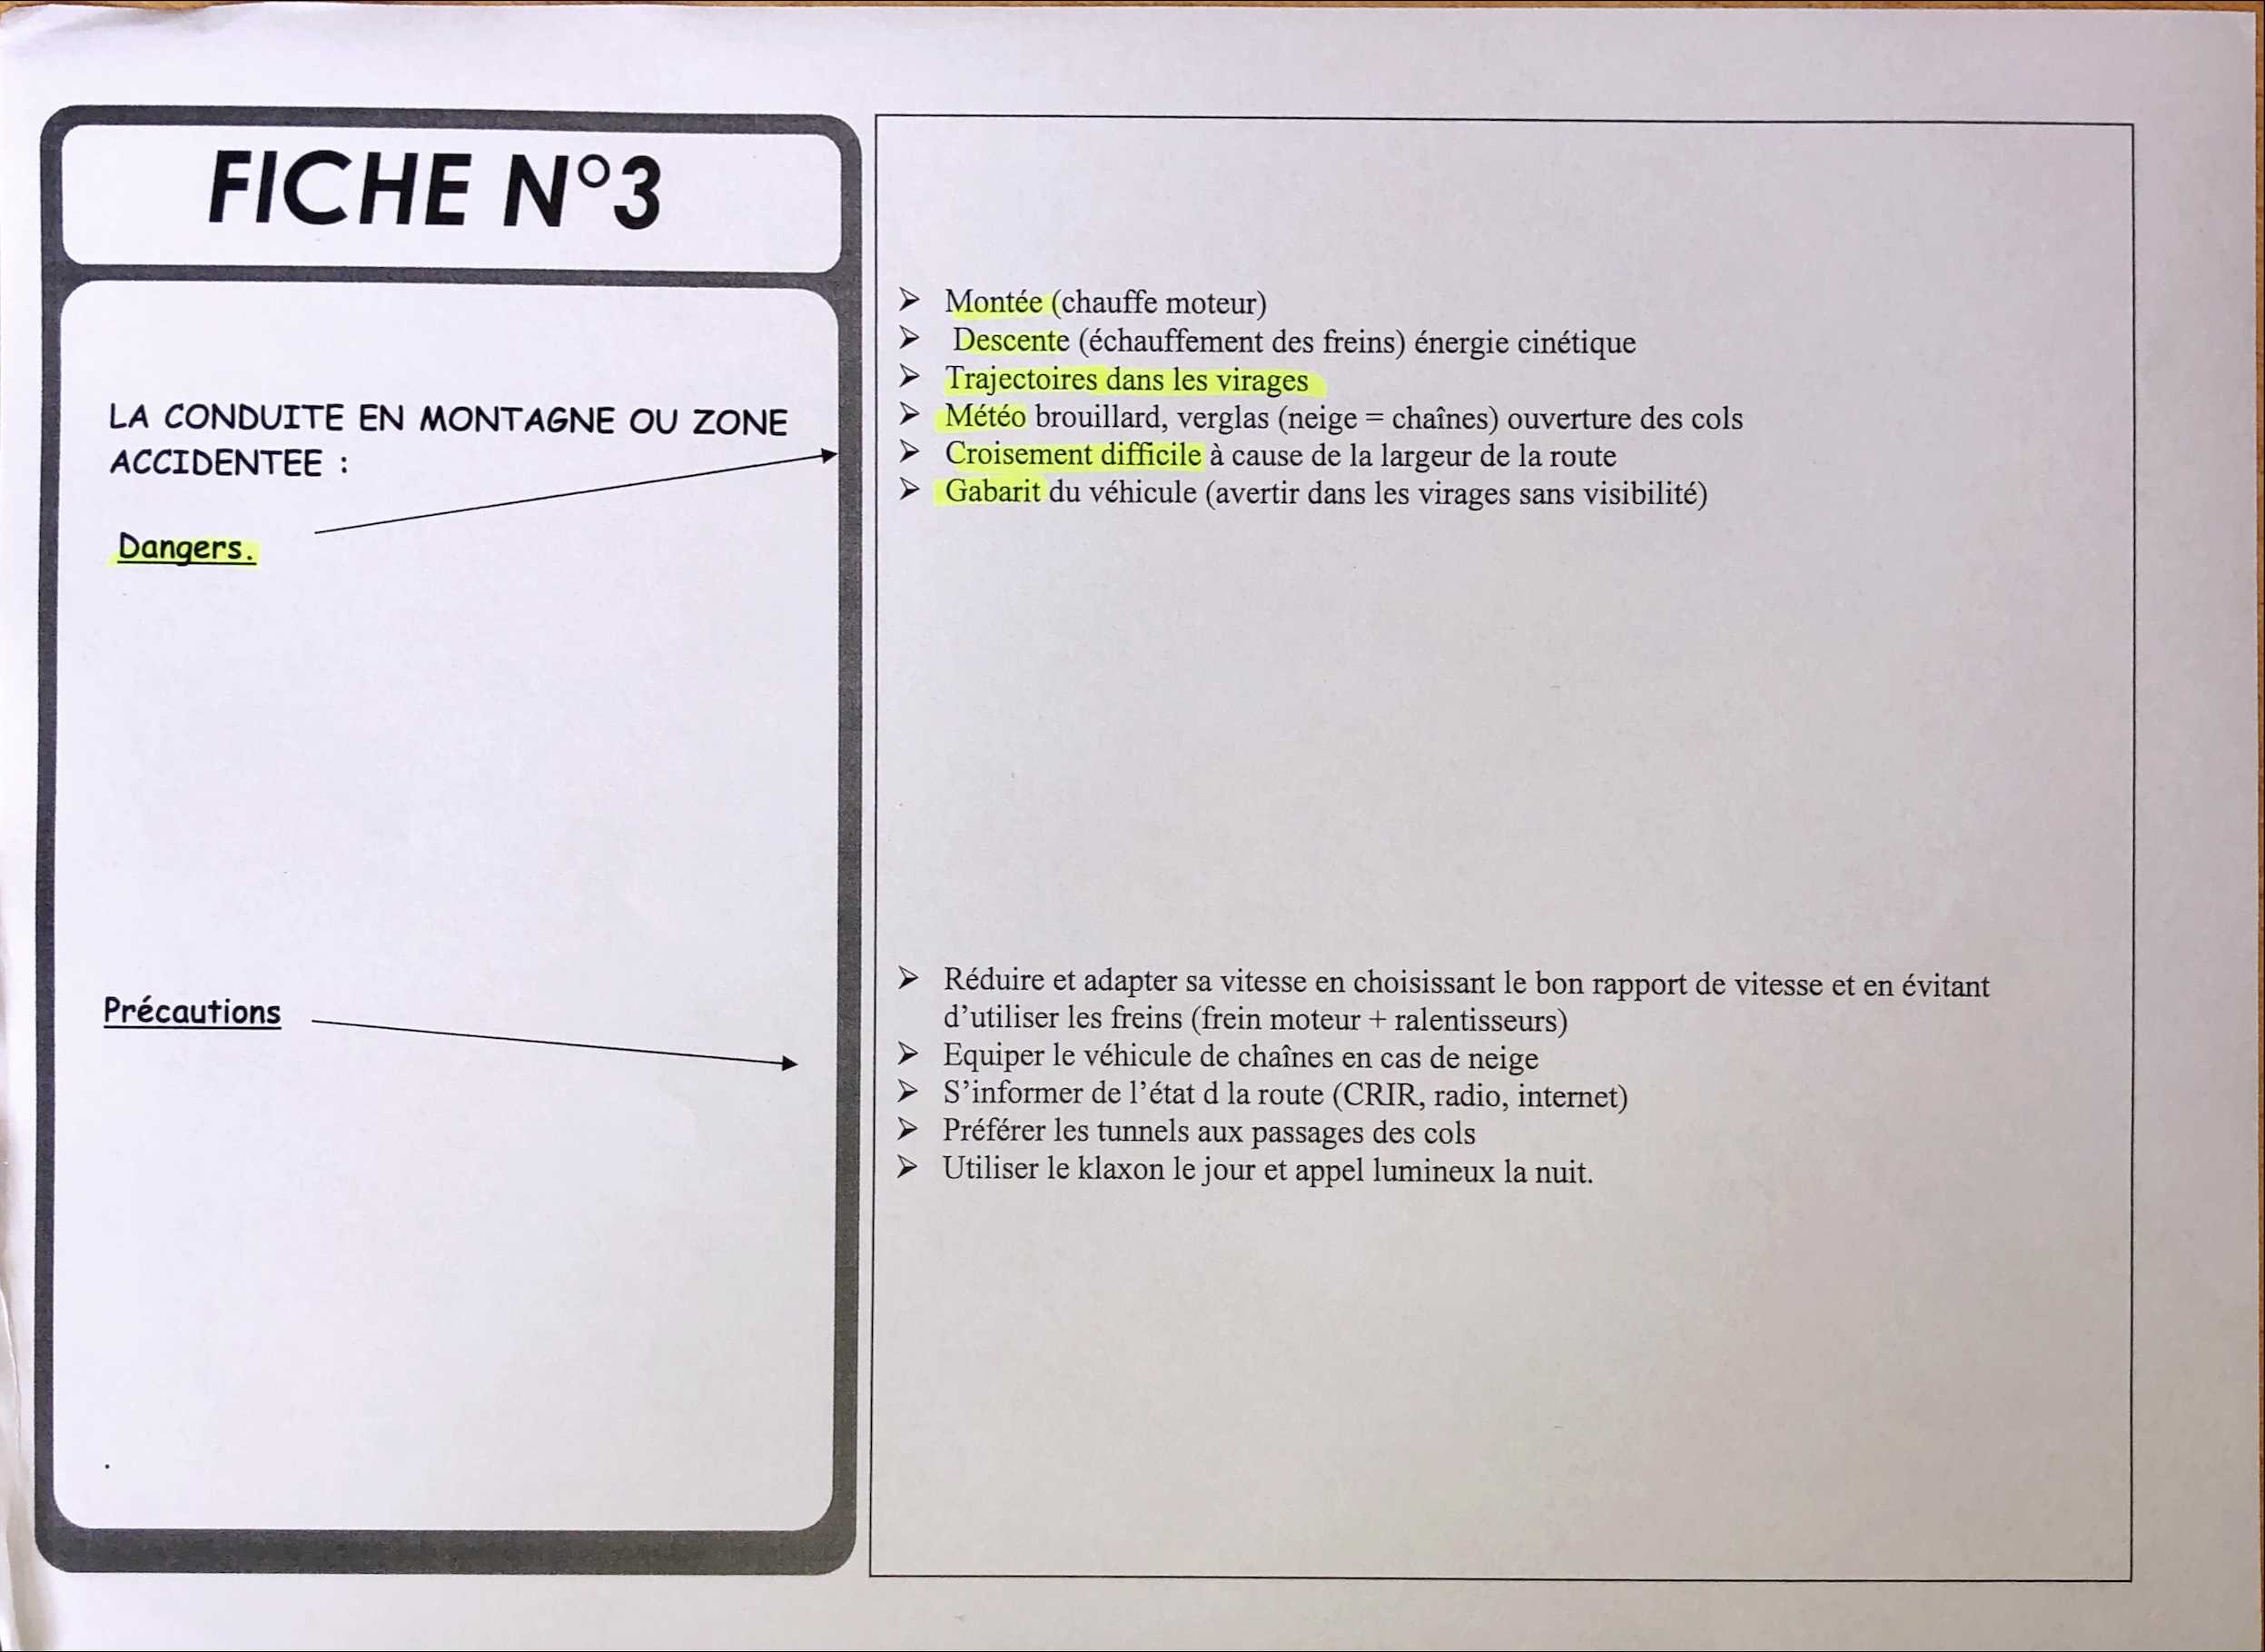 FICHE N°3
LA CONDUITE EN MONTAGNE OU ZONE
ACCIDENTEE :
Dangers.
➢ Montée (chauffe moteur)
➢ Descente (échauffement des freins) énergie cinétique
➢ Trajectoires dans les virages
➢ Météo brouillard, verglas (neige = chaînes) ouverture des cols
➢ Croisement difficile à cause de la largeur de la route
➢ Gabarit du véhicule (avertir dans les virages sans visibilité)
Précautions
➢ Réduire et adapter sa vitesse en choisissant le bon rapport de vitesse et en évitant
d’utiliser les freins (frein moteur + ralentisseurs)
➢ Equiper le véhicule de chaînes en cas de neige
➢ S’informer de l’état d la route (CRIR, radio, internet)
➢ Préférer les tunnels aux passages des cols
➢ Utiliser le klaxon le jour et appel lumineux la nuit.